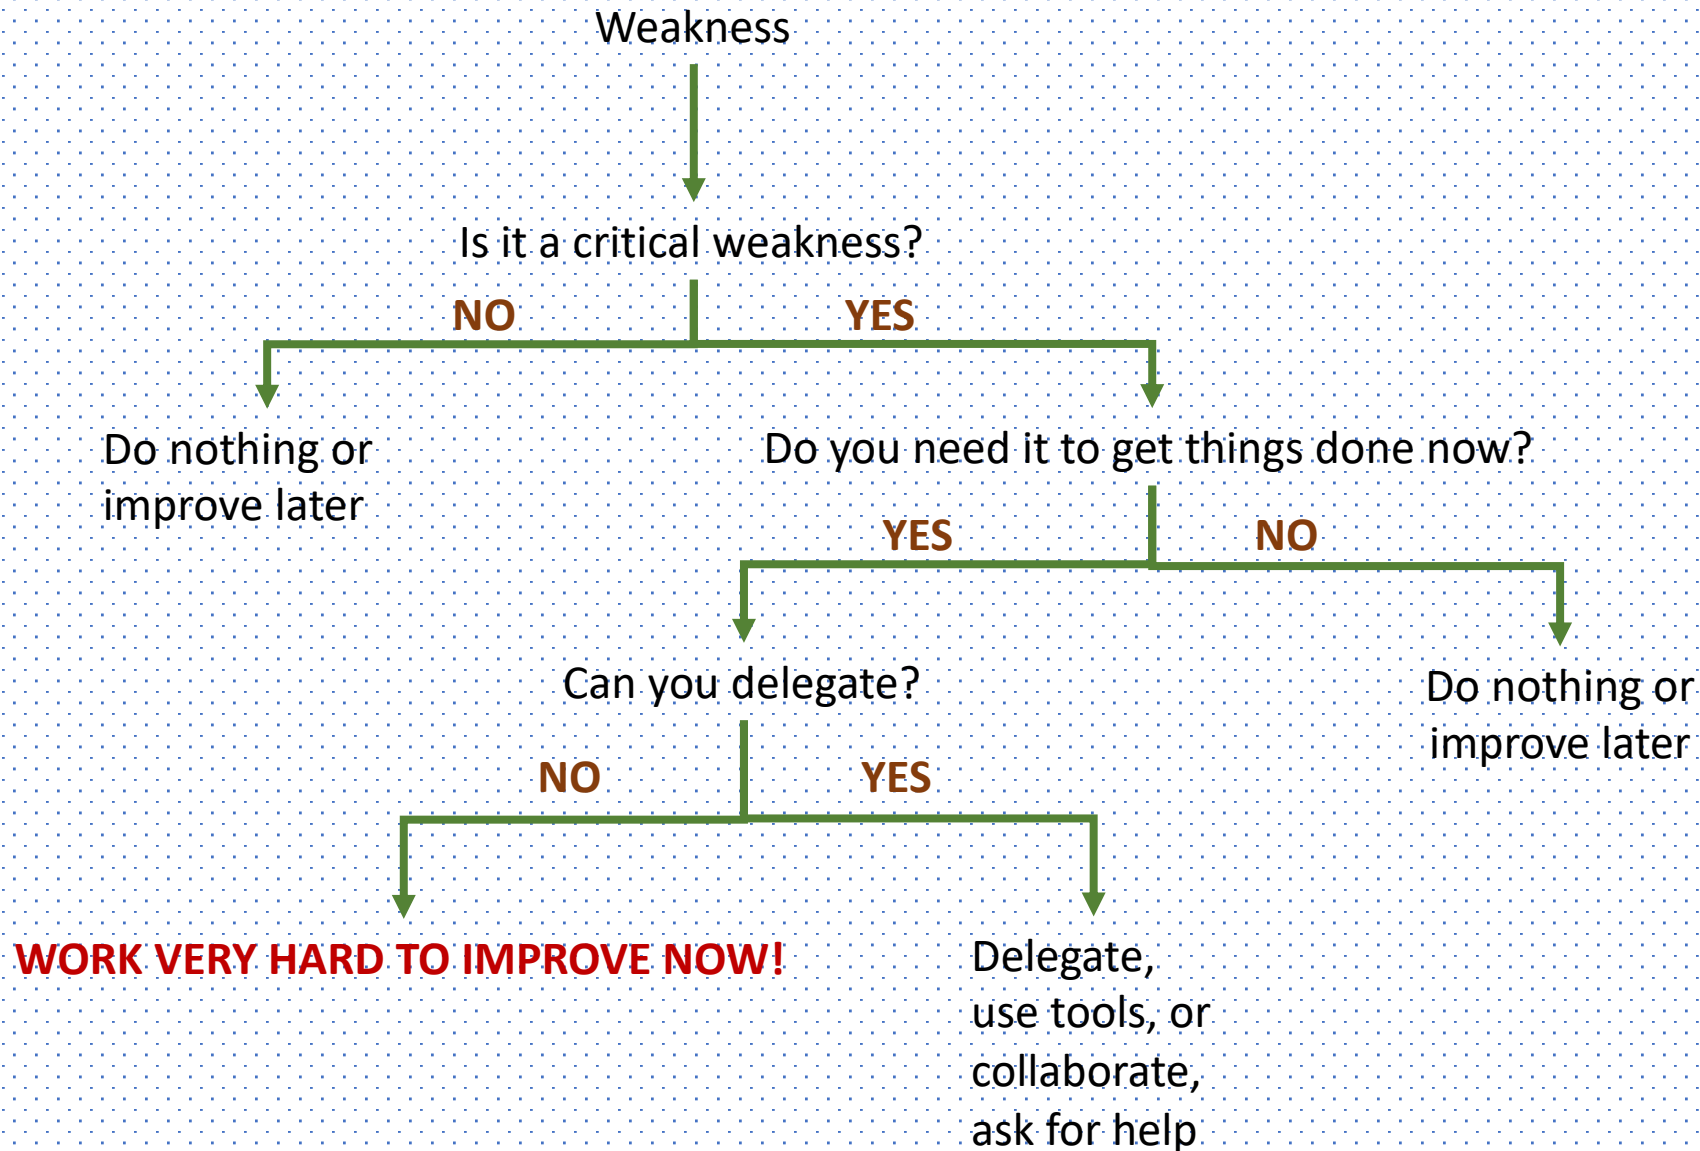 Weakness
Is it a critical weakness?
NO
YES
Do nothing or
improve later
Do you need it to get things done now?
YES
NO
Can you delegate?
Do nothing or
improve later
NO
YES
WORK VERY HARD TO IMPROVE NOW!
Delegate,
use tools, or
collaborate,
ask for help